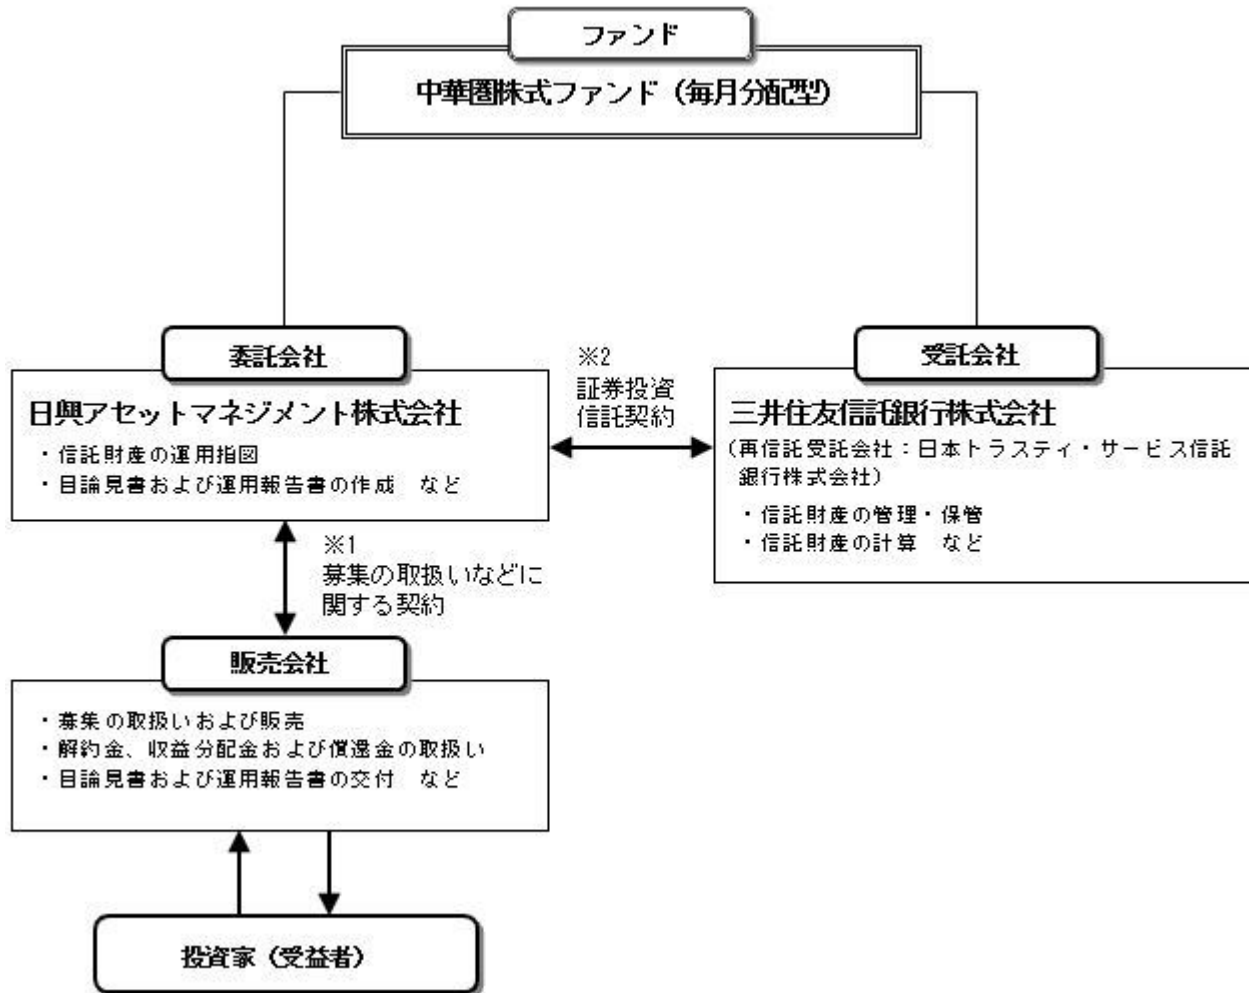 ファンド
中華圏株式ファンド（毎月分配型）
委託会社
日興アセットマネジメント株式会社
・信託財産の運用指図
・目論見書および運用報告書の作成　など
※2
証券投資
信託契約
受託会社
三井住友信託銀行株式会社
（再信託受託会社：日本トラスティ・サービス信託
銀行株式会社）
・信託財産の管理・保管
・信託財産の計算　など
※1
募集の取扱いなどに
関する契約
販売会社
・募集の取扱いおよび販売
・解約金、収益分配金および償還金の取扱い
・目論見書および運用報告書の交付　など
投資家（受益者）